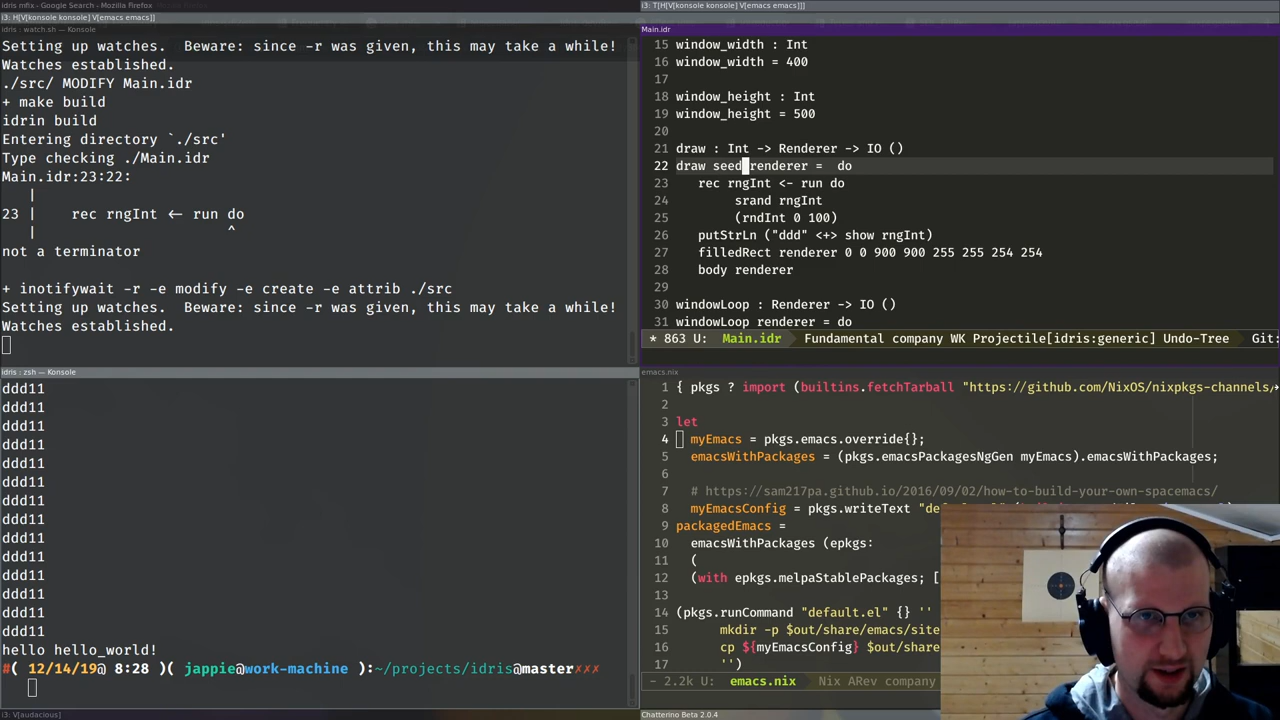 idris mfix - Google Search - Mozilla Firefox
i3: H[V[konsole konsole] V[emacs emacs]]
idris : watch.sh — Konsole
Setting up watches.  Beware: since -r was given, this may take a while!
Watches established.
./src/ MODIFY Main.idr
+ make build
idrin build
Entering directory `./src'
Type checking ./Main.idr
Main.idr:23:22:
|
23 |    rec rngInt <- run do
|                    ^
not a terminator
+ inotifywait -r -e modify -e create -e attrib ./src
Setting up watches.  Beware: since -r was given, this may take a while!
Watches established.
idris : zsh — Konsole
ddd11
ddd11
ddd11
ddd11
ddd11
ddd11
ddd11
ddd11
ddd11
ddd11
ddd11
ddd11
ddd11
ddd11
hello hello_world!
#( 12/14/19@ 8:28 )( jappie@work-machine ):~/projects/idris@master✗✗✗
i3: V[audacious]
i3: T[H[V[konsole konsole] V[emacs emacs]]]
Main.idr
15 window_width : Int
16 window_width = 400
17
18 window_height : Int
19 window_height = 500
20
21 draw : Int -> Renderer -> IO ()
22 draw seed renderer =  do
23    rec rngInt <- run do
24         srand rngInt
25         (rndInt 0 100)
26    putStrLn ("ddd" <+> show rngInt)
27    filledRect renderer 0 0 900 900 255 255 254 254
28    body renderer
29
30 windowLoop : Renderer -> IO ()
31 windowLoop renderer = do
* 863 U: Main.idr Fundamental company WK Projectile[idris:generic] Undo-Tree Git:
emacs.nix
1 { pkgs ? import (builtins.fetchTarball "https://github.com/NixOS/nixpkgs-channels/
2
3 let
4   myEmacs = pkgs.emacs.override{};
5   emacsWithPackages = (pkgs.emacsPackagesNgGen myEmacs).emacsWithPackages;
6
7   # https://sam217pa.github.io/2016/09/02/how-to-build-your-own-spacemacs/
8   myEmacsConfig = pkgs.writeText
9 packagedEmacs =
10   emacsWithPackages (epkgs:
11   (
12   (with epkgs.melpaStablePackages; [
13
14 (pkgs.runCommand "default.el" {} ''
15       mkdir -p $out/share/emacs/site
16       cp ${myEmacsConfig} $out/share
17       '')
- 2.2k U: emacs.nix Nix ARev company
Chatterino Beta 2.0.4